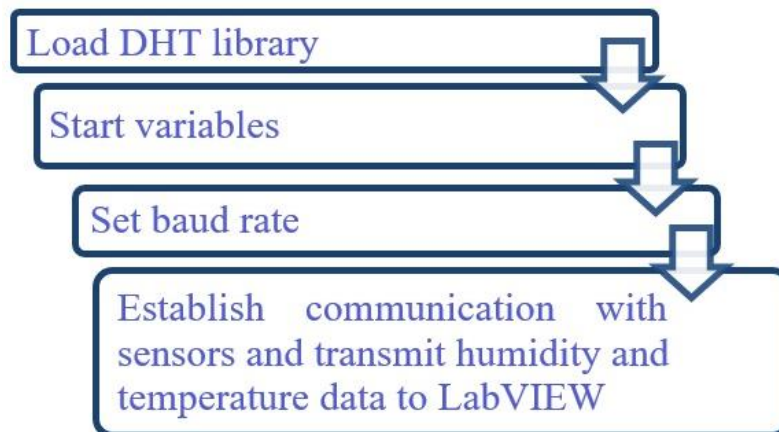 Load DHT library
Start variables
Set baud rate
Establish communication with
sensors and transmit humidity and
temperature data to LabVIEW